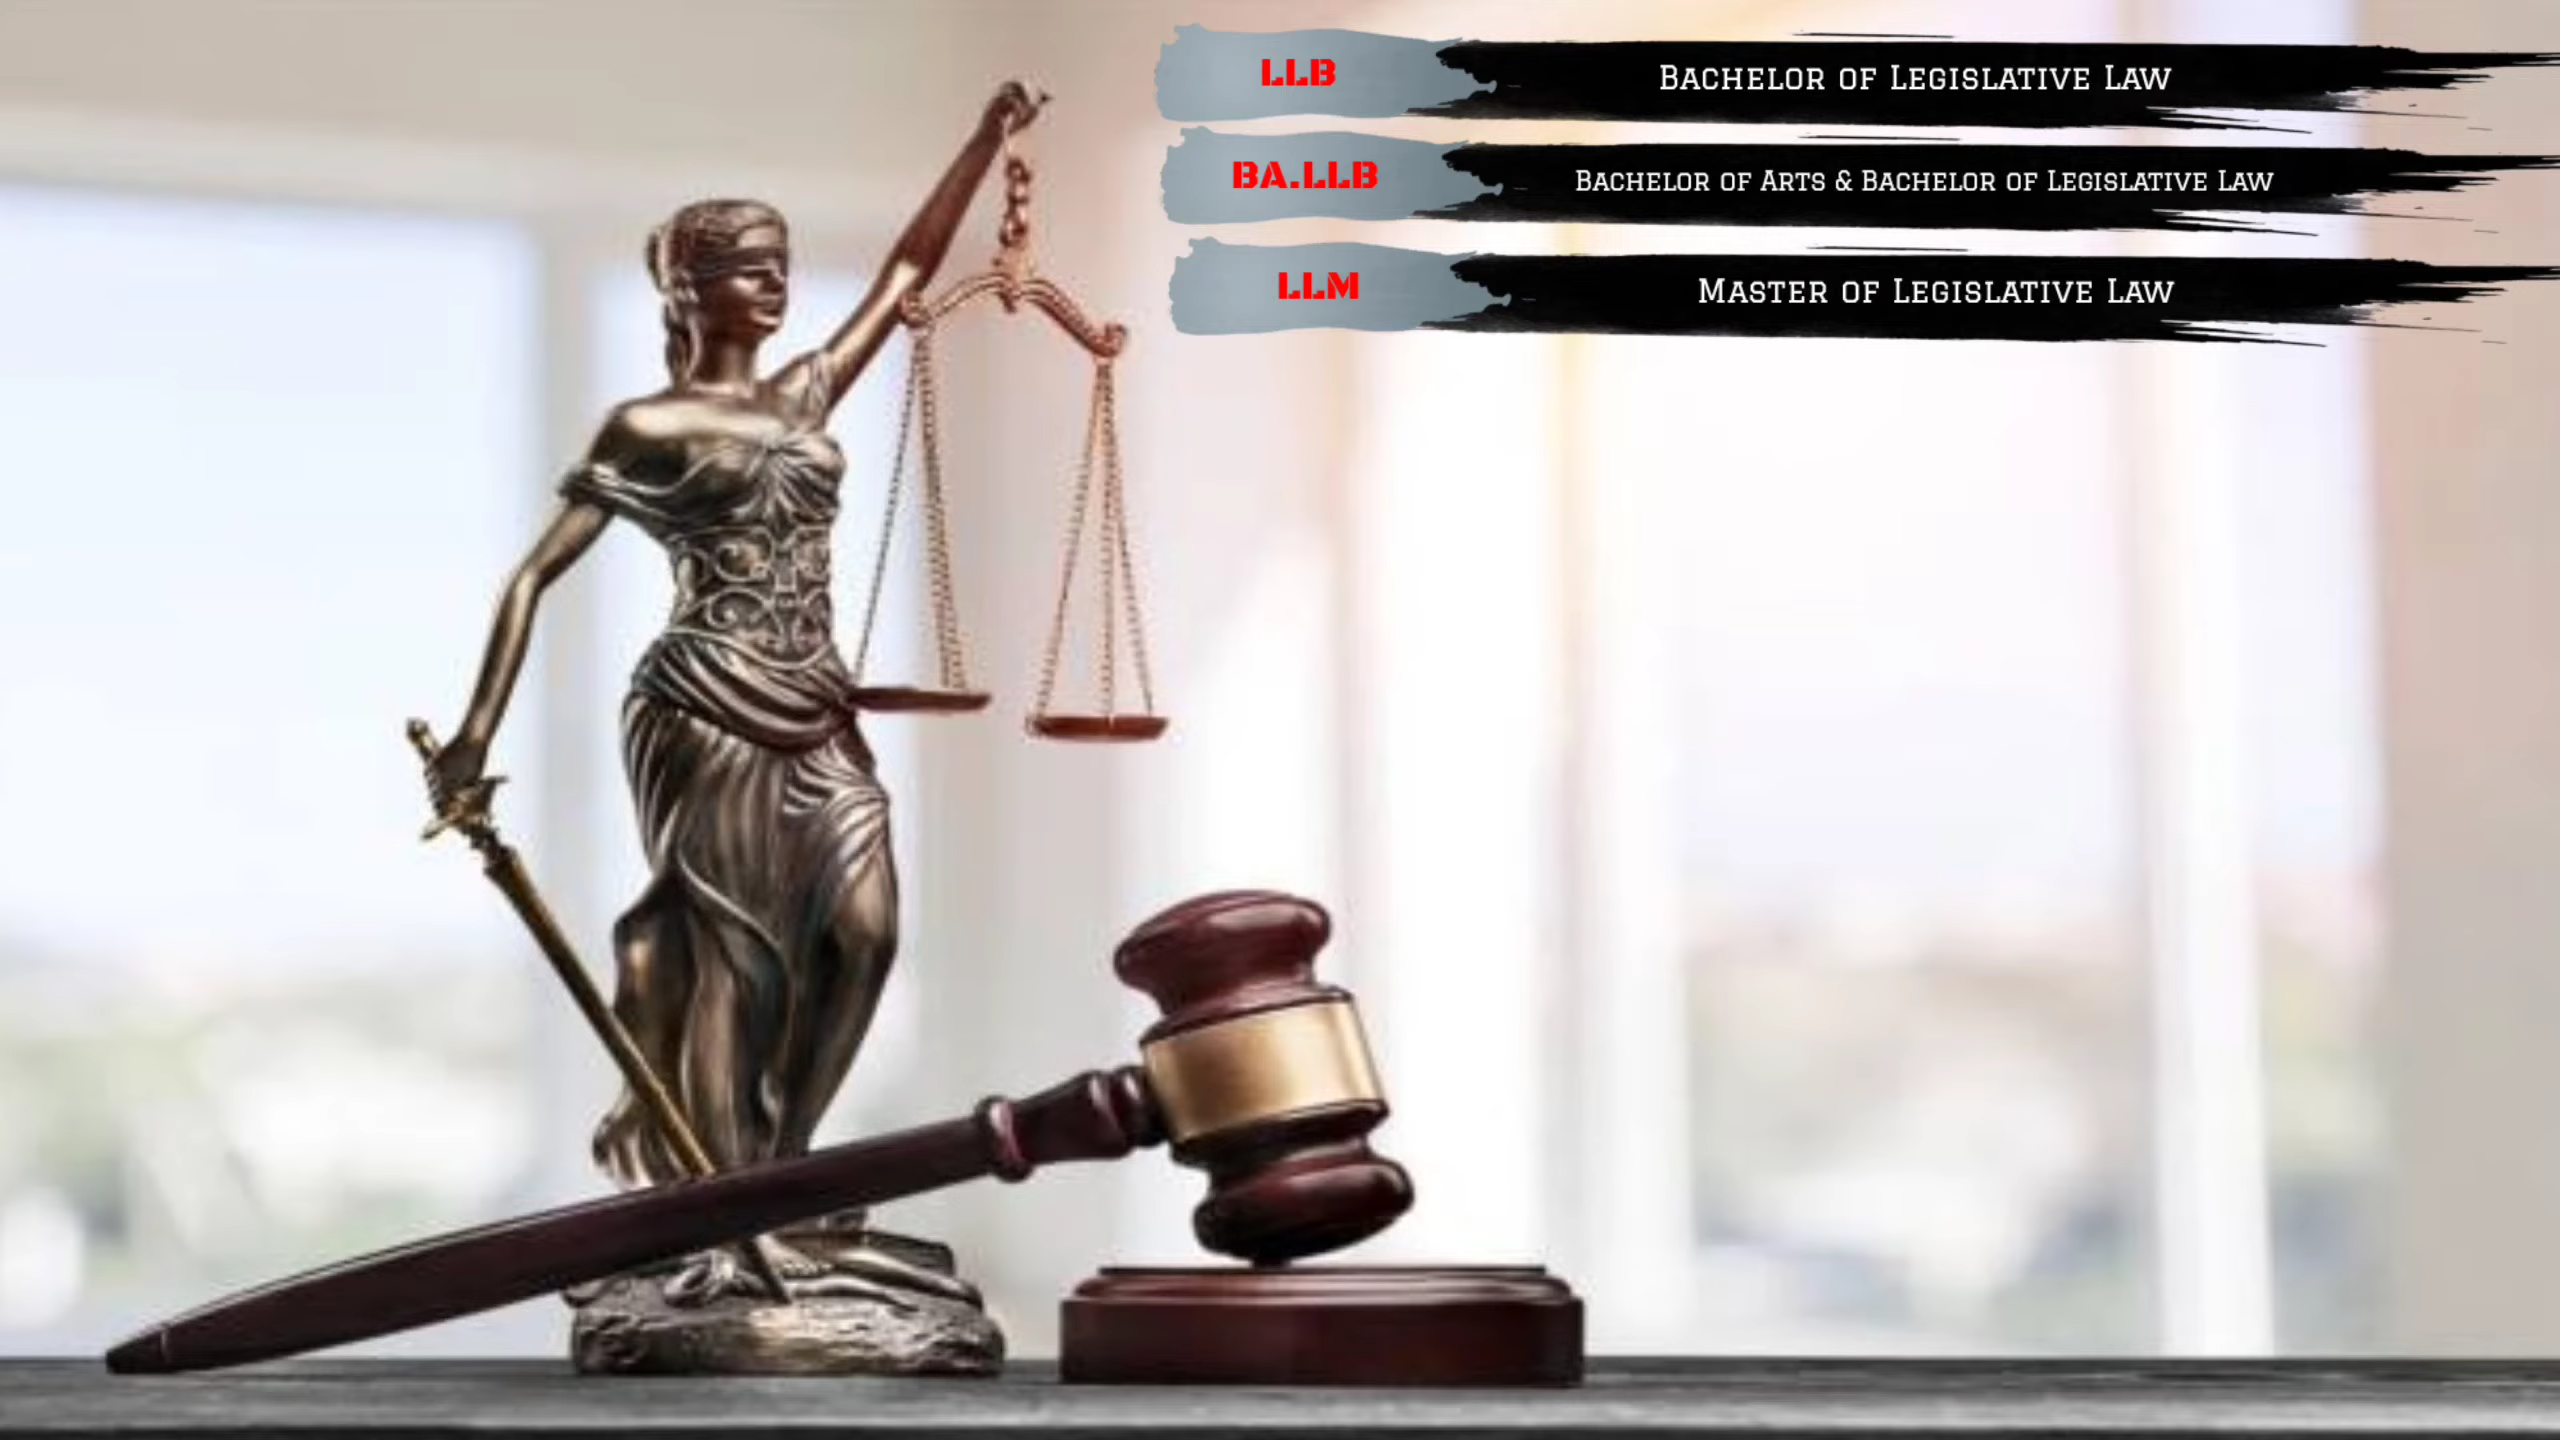 LLB Bachelor of Legislative Law
BA.LLB Bachelor of Arts & Bachelor of Legislative Law
LLM Master of Legislative Law